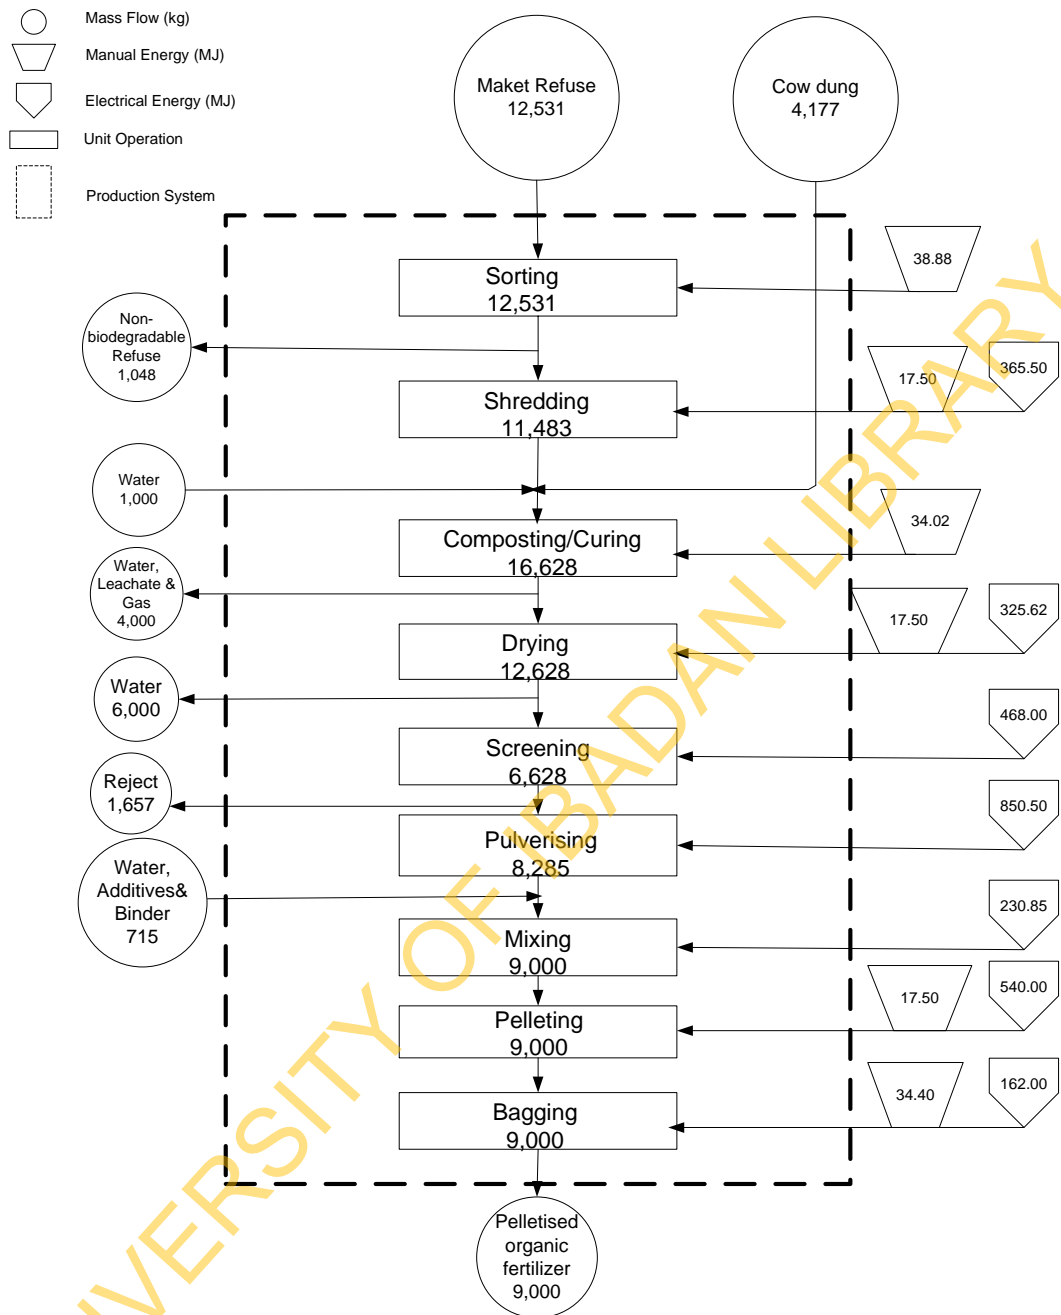 Mass Flow (kg)
Manual Energy (MJ)
Electrical Energy (MJ)
Unit Operation
Production System
Maket Refuse
12,531
Cow dung
4,177
Sorting
12,531
38.88
Non-
biodegradable
Refuse
1,048
Shredding
11,483
17.50
365.50
Water
1,000
Composting/Curing
16,628
34.02
Water,
Leachate &
Gas
4,000
Drying
12,628
17.50
325.62
Water
6,000
Screening
6,628
468.00
Reject
1,657
Pulverising
8,285
850.50
Water,
Additives&
Binder
715
Mixing
9,000
230.85
Pelleting
9,000
17.50
540.00
Bagging
9,000
34.40
162.00
Pelletised
organic
fertilizer
9,000
VERSITY OF IBADAN LIBRARY